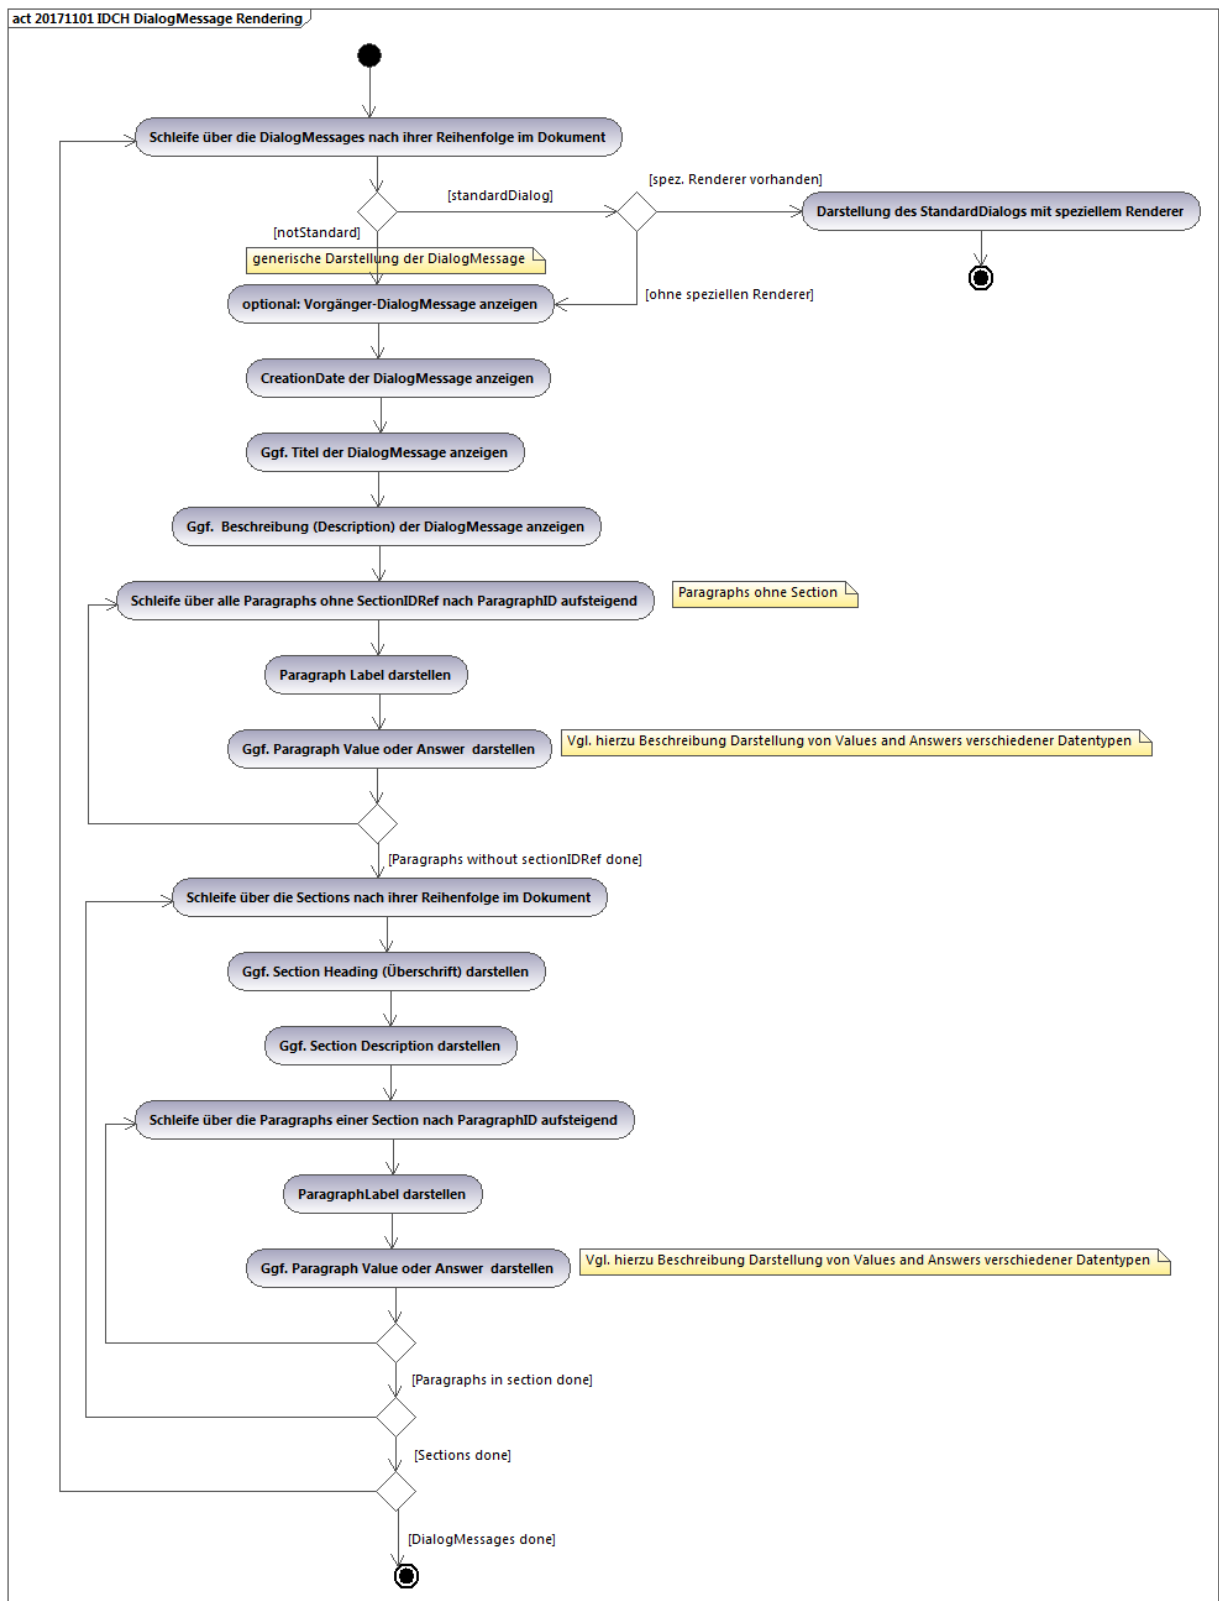 act 20171101 IDCH DialogMessage Rendering
Schleife über die DialogMessages nach ihrer Reihenfolge im Dokument
[spez. Renderer vorhanden]
[standardDialog]
Darstellung des StandardDialogs mit speziellem Renderer
[notStandard]
generische Darstellung der DialogMessage
[ohne speziellen Renderer]
optional: Vorgänger-DialogMessage anzeigen
CreationDate der DialogMessage anzeigen
Ggf. Titel der DialogMessage anzeigen
Ggf.  Beschreibung (Description) der DialogMessage anzeigen
Schleife über alle Paragraphs ohne SectionIDRef nach ParagraphID aufsteigend
Paragraphs ohne Section
Paragraph Label darstellen
Ggf. Paragraph Value oder Answer  darstellen
Vgl. hierzu Beschreibung Darstellung von Values and Answers verschiedener Datentypen
[Paragraphs without sectionIDRef done]
Schleife über die Sections nach ihrer Reihenfolge im Dokument
Ggf. Section Heading (Überschrift) darstellen
Ggf. Section Description darstellen
Schleife über die Paragraphs einer Section nach ParagraphID aufsteigend
ParagraphLabel darstellen
Ggf. Paragraph Value oder Answer  darstellen
Vgl. hierzu Beschreibung Darstellung von Values and Answers verschiedener Datentypen
[Paragraphs in section done]
[Sections done]
[DialogMessages done]